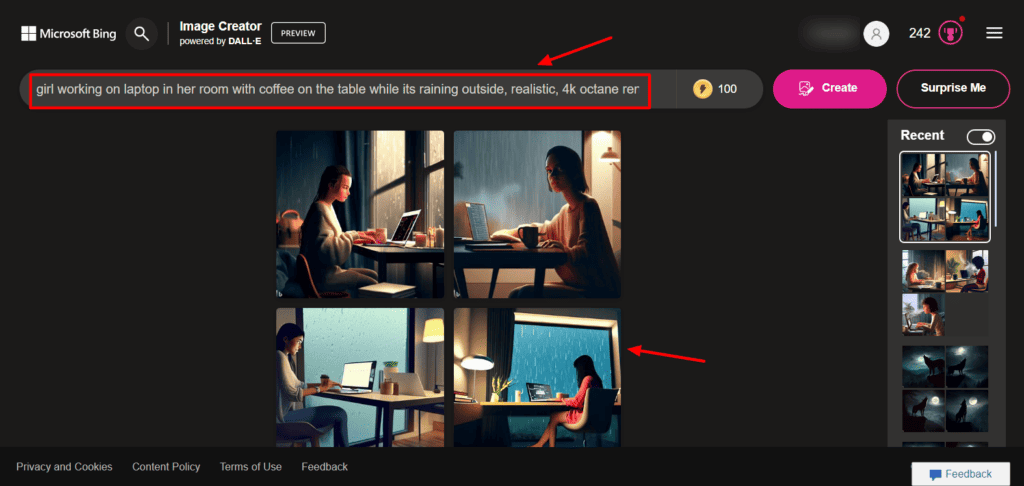 Microsoft Bing
Image Creator
powered by DALL·E
PREVIEW
242
girl working on laptop in her room with coffee on the table while its raining outside, realistic, 4k octane rer
100
Create
Surprise Me
Recent
Privacy and Cookies
Content Policy
Terms of Use
Feedback
Feedback